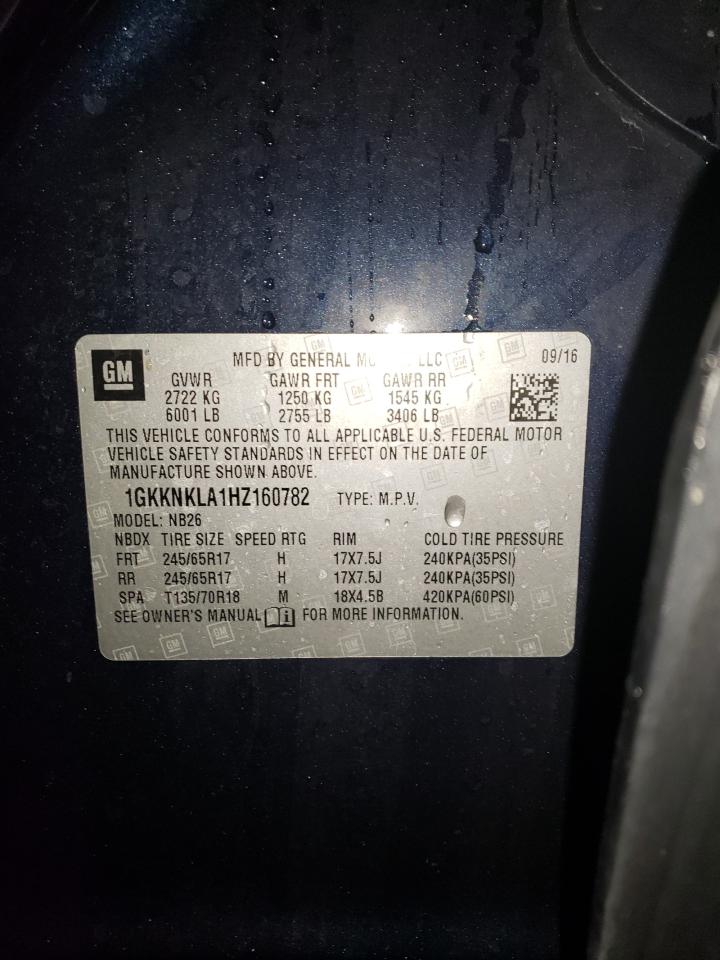 GM
MFD BY GENERAL LLC 09/16
GVWR GAWR FRT GAWR RR
2722 KG 1250 KG 1545 KG
6001 LB 2755 LB 3406 LB
THIS VEHICLE CONFORMS TO ALL APPLICABLE U.S. FEDERAL MOTOR
VEHICLE SAFETY STANDARDS IN EFFECT ON THE DATE OF
MANUFACTURE SHOWN ABOVE.
1GKKNKLA1HZ160782 TYPE: M.P.V.
MODEL: NB26
NBDX TIRE SIZE SPEED RTG RIM COLD TIRE PRESSURE
FRT 245/65R17 H 17X7.5J 240KPA(35PSI)
RR 245/65R17 H 17X7.5J 240KPA(35PSI)
SPA T135/70R18 M 18X4.5B 420KPA(60PSI)
SEE OWNER'S MANUAL FOR MORE INFORMATION.